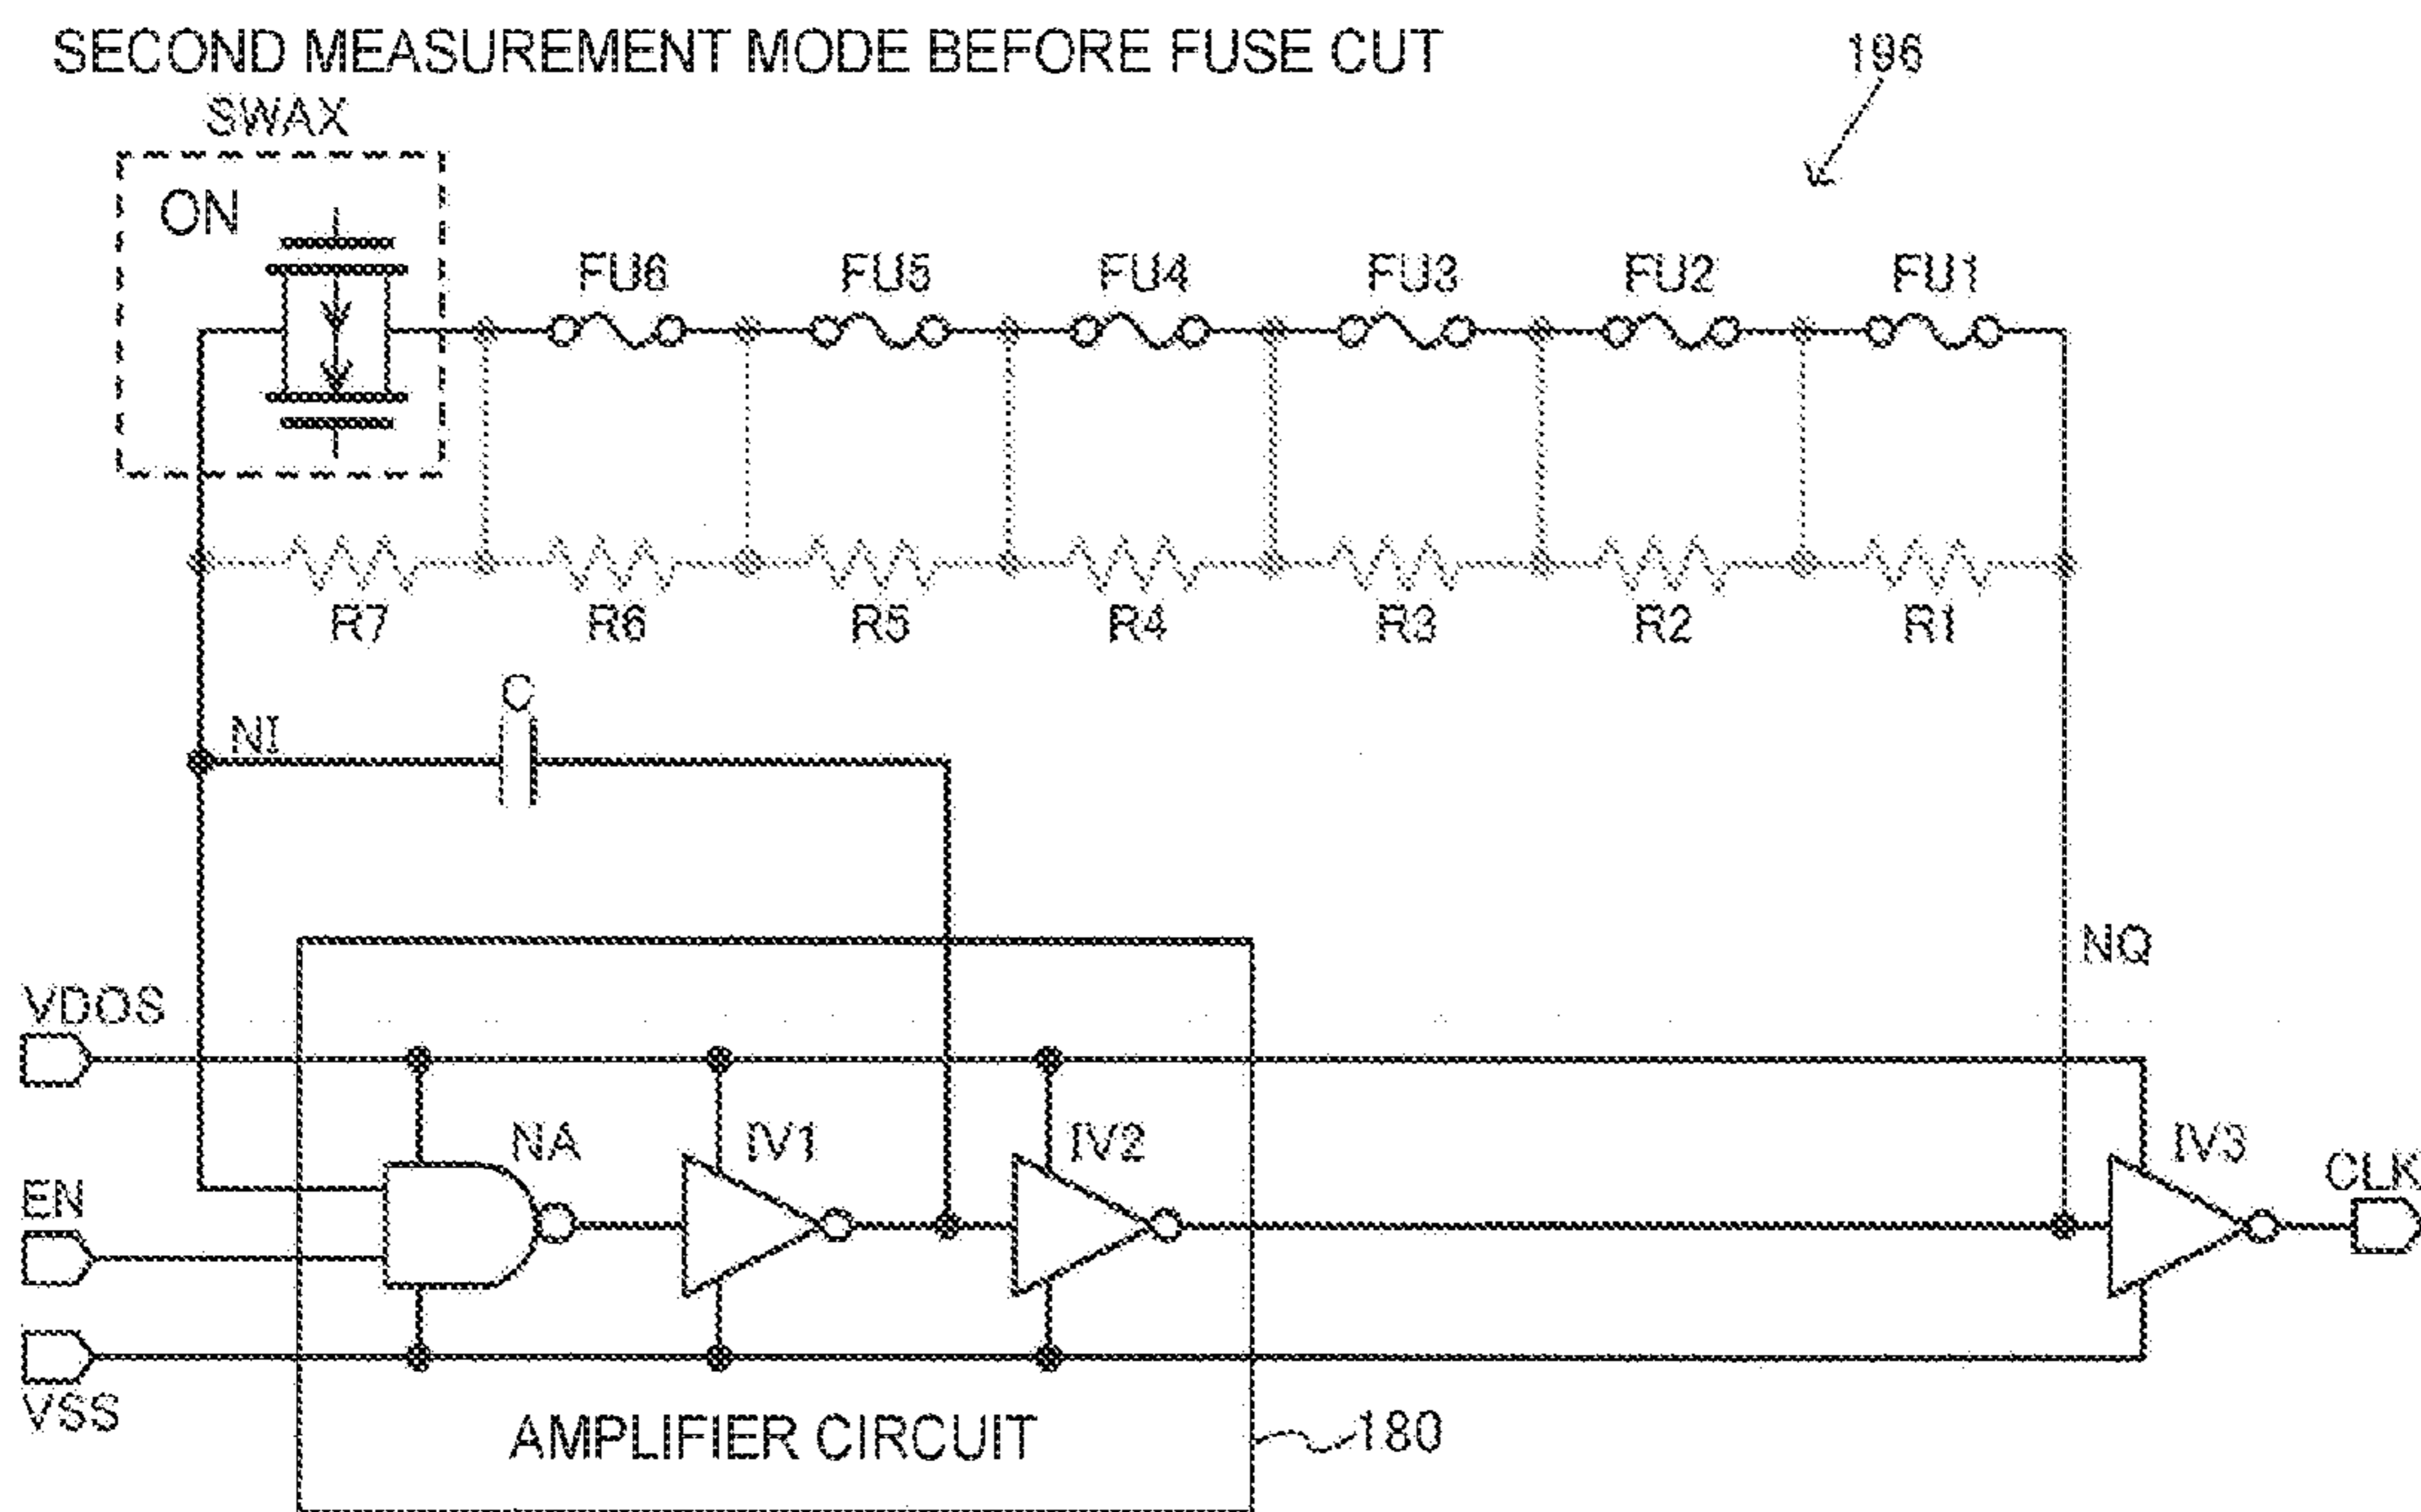 SECOND MEASUREMENT MODE BEFORE FUSE CUT
196
SWAX
ON
FU6 FU5 FU4 FU3 FU2 FU1
R7 R6 R5 R4 R3 R2 R1
C
NI
NQ
VDOS
NA IV1 IV2 IV3
EN CLK
VSS
AMPLIFIER CIRCUIT 180